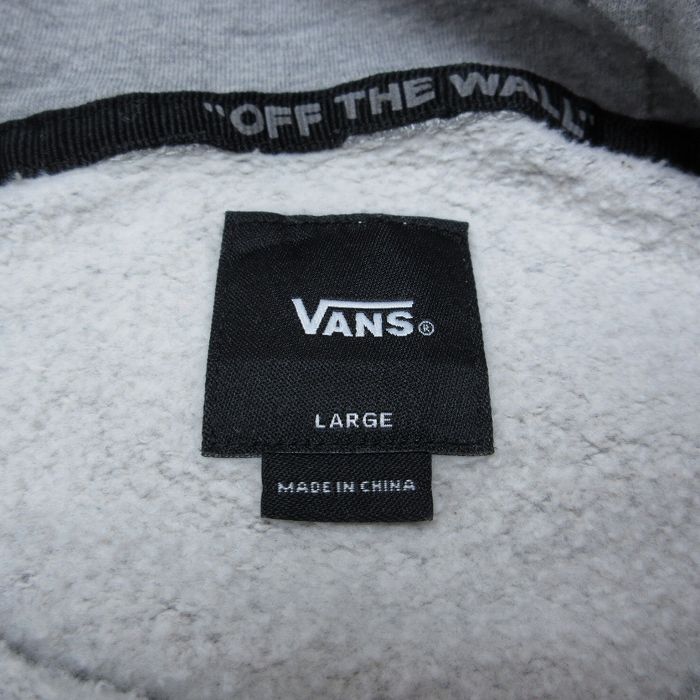 "OFF THE WALL"
VANS®
LARGE
MADE IN CHINA